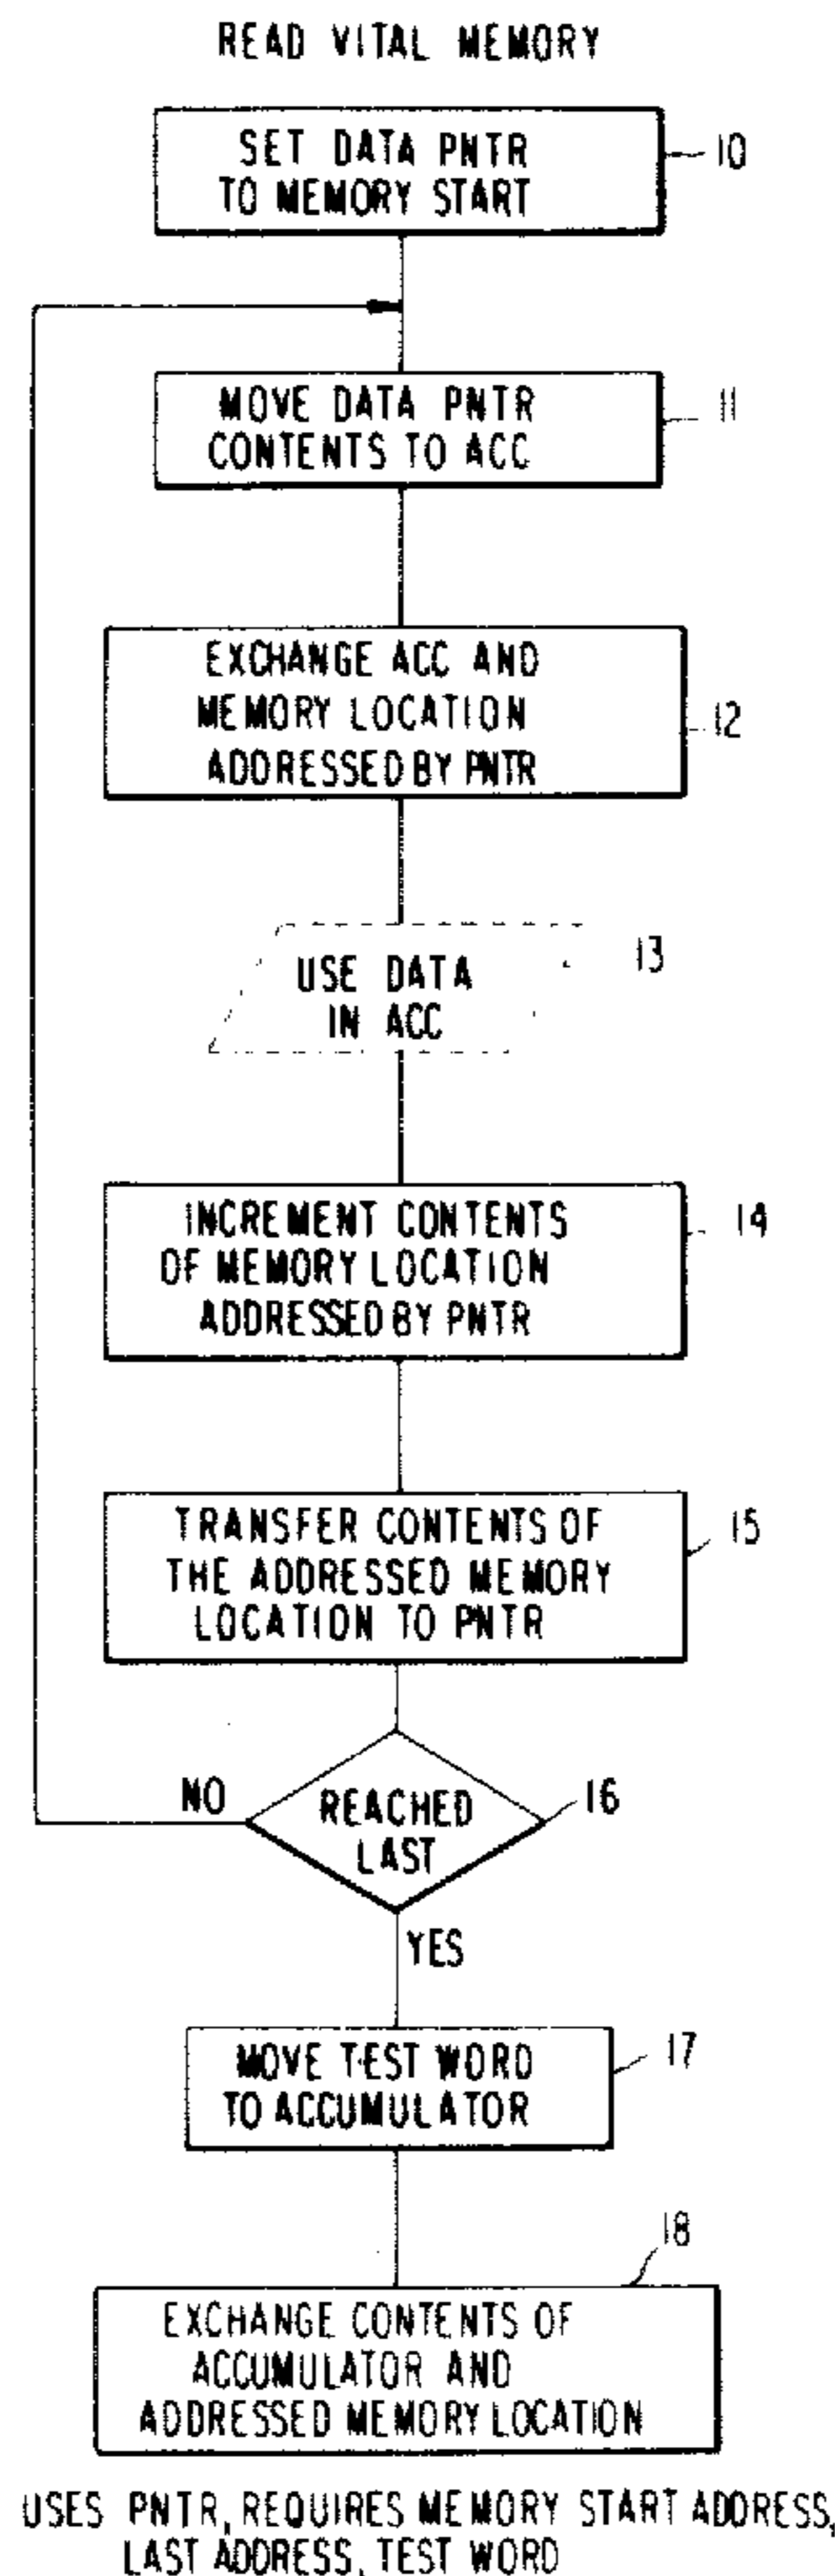 READ VITAL MEMORY
SET DATA PNTR
TO MEMORY START
10
MOVE DATA PNTR
CONTENTS TO ACC
11
EXCHANGE ACC AND
MEMORY LOCATION
ADDRESSED BY PNTR
12
USE DATA
IN ACC
13
INCREMENT CONTENTS
OF MEMORY LOCATION
ADDRESSED BY PNTR
14
TRANSFER CONTENTS OF
THE ADDRESSED MEMORY
LOCATION TO PNTR
15
NO
REACHED
LAST
16
YES
MOVE TEST WORD
TO ACCUMULATOR
17
18
EXCHANGE CONTENTS OF
ACCUMULATOR AND
ADDRESSED MEMORY LOCATION
USES PNTR, REQUIRES MEMORY START ADDRESS,
LAST ADDRESS, TEST WORD